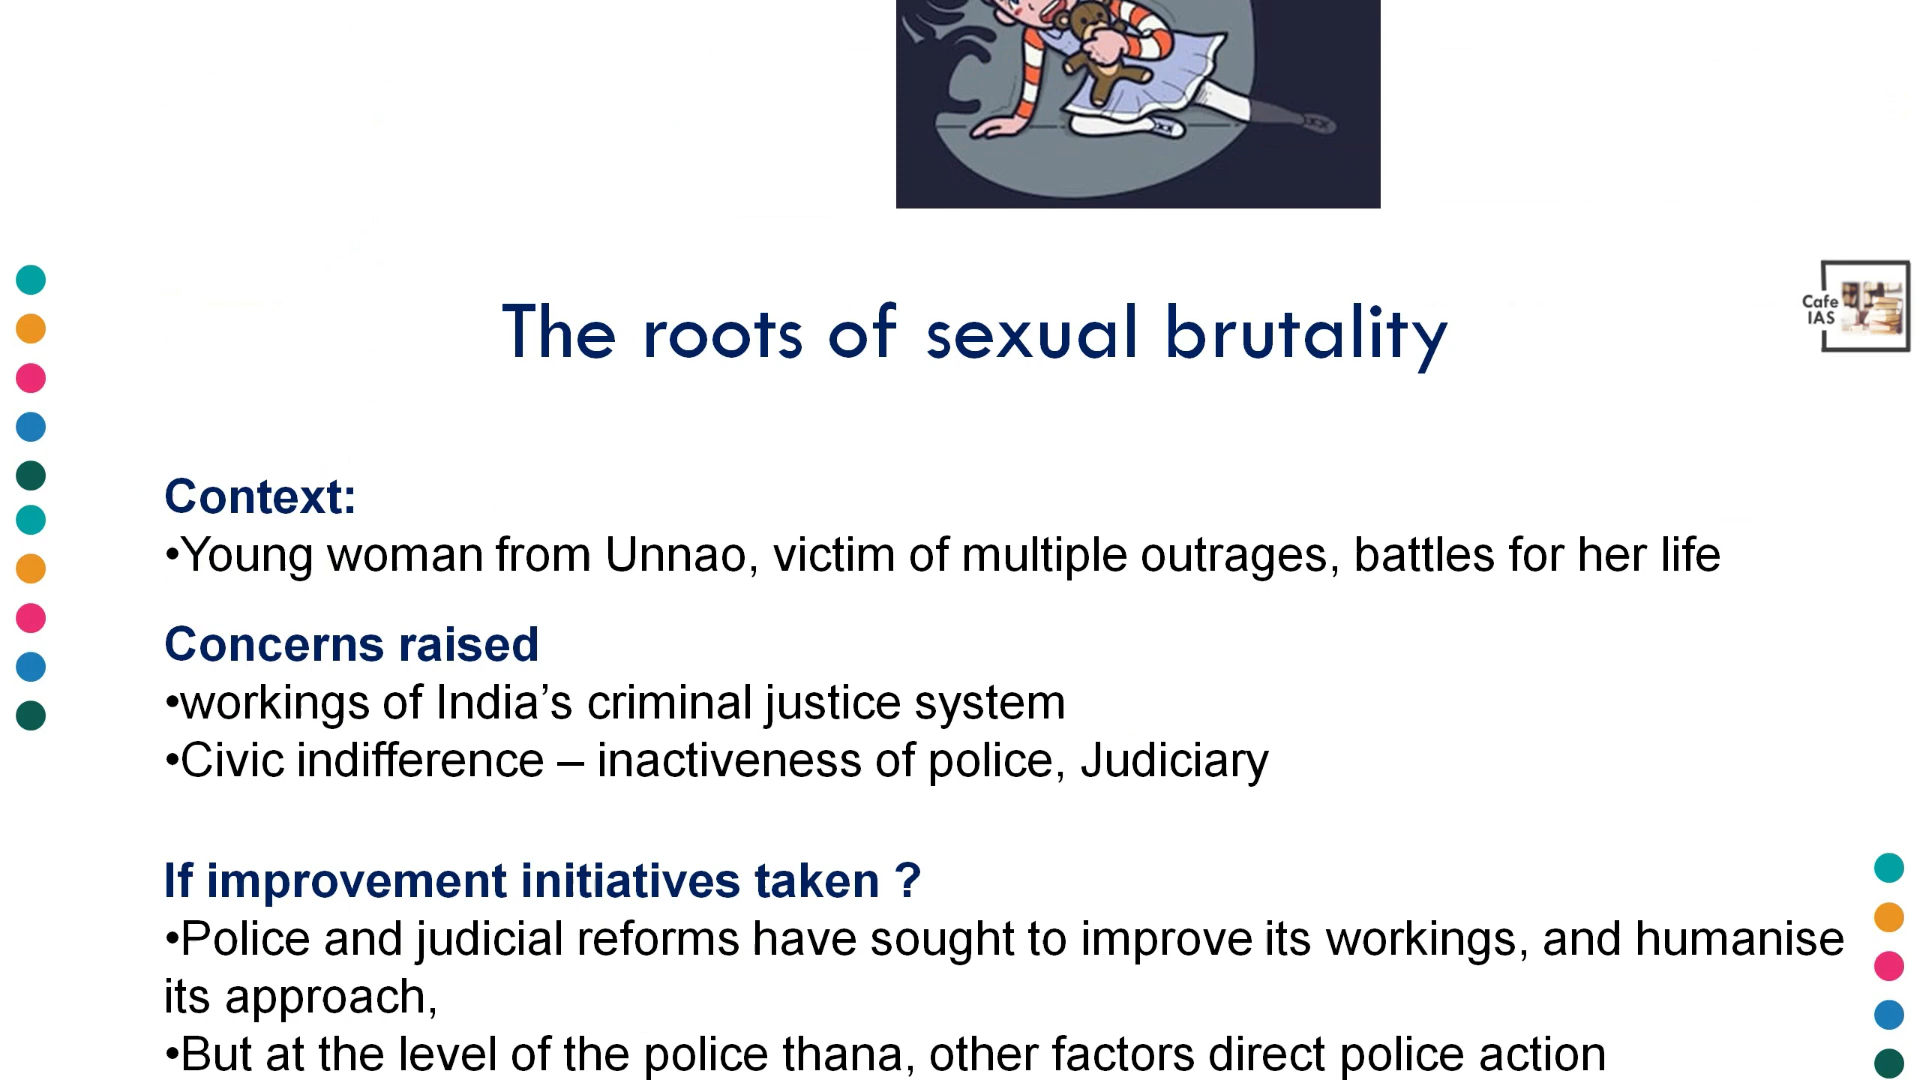 The roots of sexual brutality
Cafe
IAS
Context:
•Young woman from Unnao, victim of multiple outrages, battles for her life
Concerns raised
•workings of India’s criminal justice system
•Civic indifference – inactiveness of police, Judiciary
If improvement initiatives taken ?
•Police and judicial reforms have sought to improve its workings, and humanise
its approach,
•But at the level of the police thana, other factors direct police action